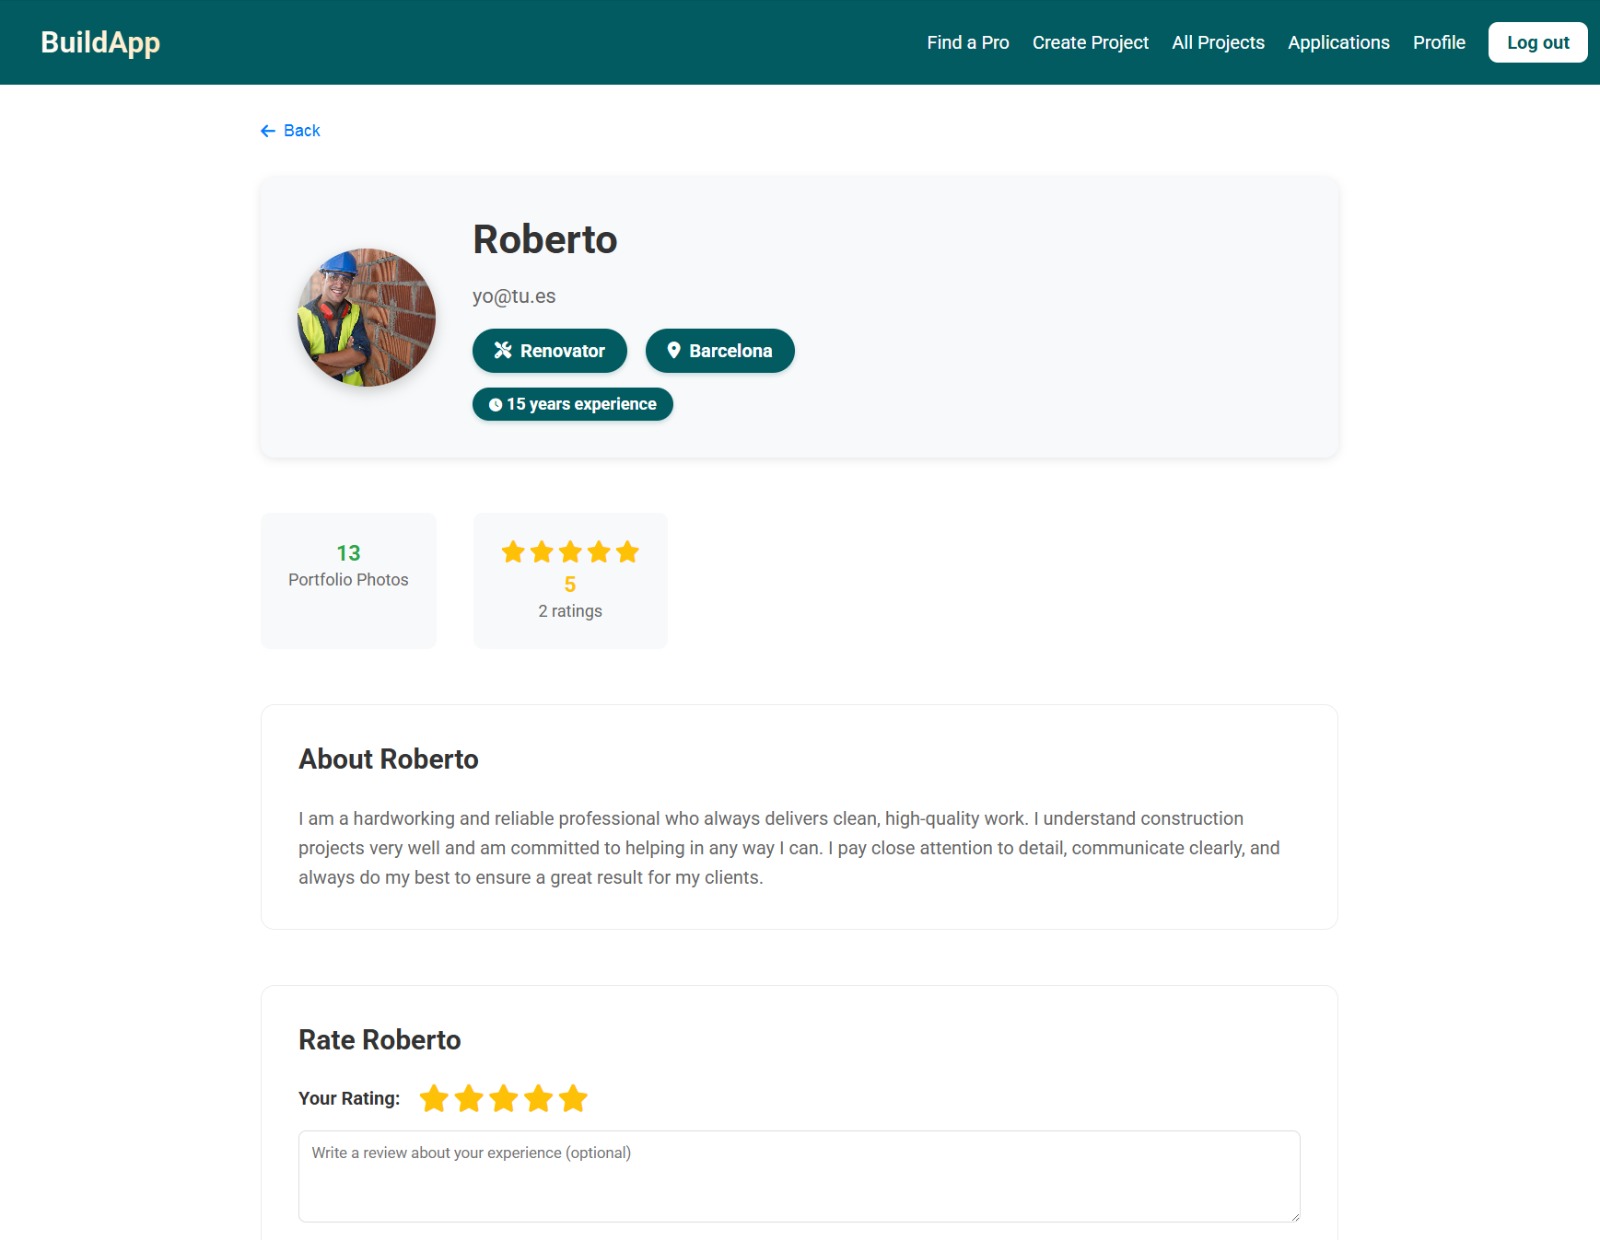 BuildApp
Find a Pro
Create Project
All Projects
Applications
Profile
Log out
Back
Roberto
yo@tu.es
Renovator
Barcelona
15 years experience
13
Portfolio Photos
5
2 ratings
About Roberto
I am a hardworking and reliable professional who always delivers clean, high-quality work. I understand construction
projects very well and am committed to helping in any way I can. I pay close attention to detail, communicate clearly, and
always do my best to ensure a great result for my clients.
Rate Roberto
Your Rating:
Write a review about your experience (optional)